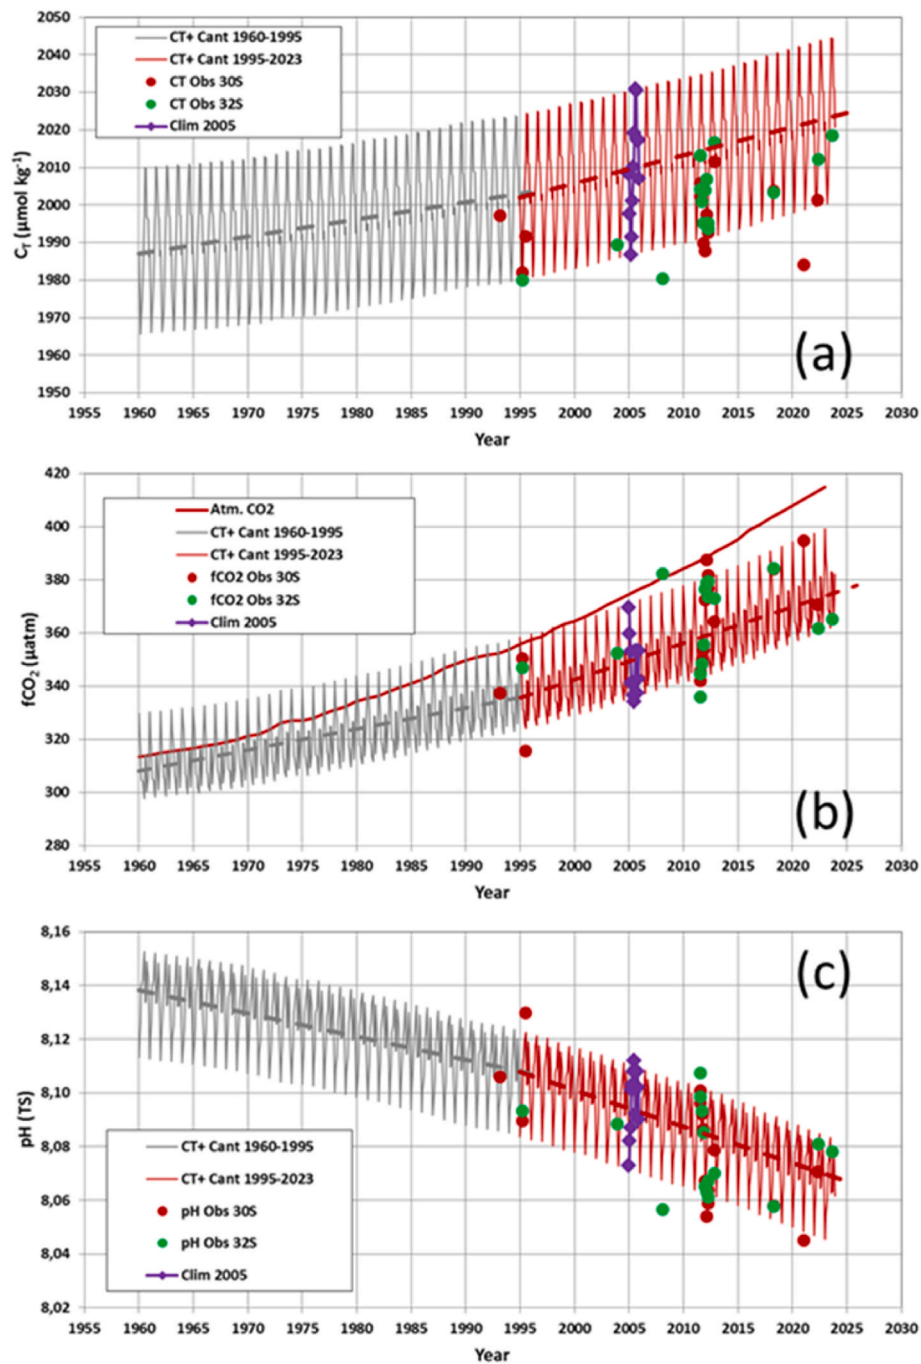 2050
2040
2030
2020
2010
2000
1990
1980
1970
1960
1950
C_T (µmol kg⁻¹)
CT+ Cant 1960-1995
CT+ Cant 1995-2023
CT Obs 30S
CT Obs 32S
Clim 2005
(a)
1955 1960 1965 1970 1975 1980 1985 1990 1995 2000 2005 2010 2015 2020 2025 2030
Year
420
400
380
360
340
320
300
280
fCO₂ (µatm)
Atm. CO2
CT+ Cant 1960-1995
CT+ Cant 1995-2023
fCO2 Obs 30S
fCO2 Obs 32S
Clim 2005
(b)
1955 1960 1965 1970 1975 1980 1985 1990 1995 2000 2005 2010 2015 2020 2025 2030
Year
8,16
8,14
8,12
8,10
8,08
8,06
8,04
8,02
pH (TS)
(c)
CT+ Cant 1960-1995
CT+ Cant 1995-2023
pH Obs 30S
pH Obs 32S
Clim 2005
1955 1960 1965 1970 1975 1980 1985 1990 1995 2000 2005 2010 2015 2020 2025 2030
Year